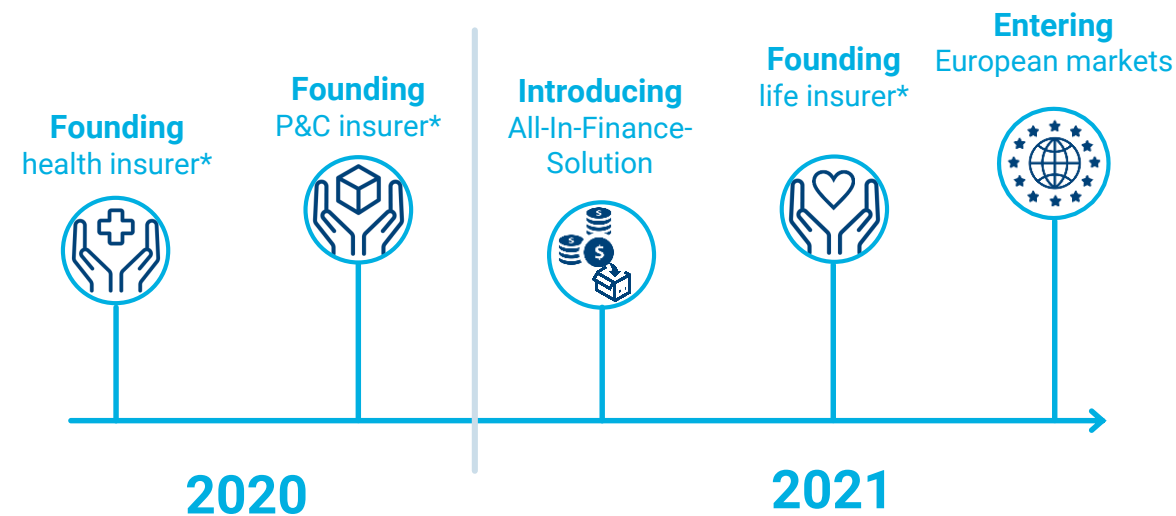 Founding
health insurer*
Founding
P&C insurer*
Introducing
All-In-Finance-
Solution
Founding
life insurer*
Entering
European markets
2020
2021